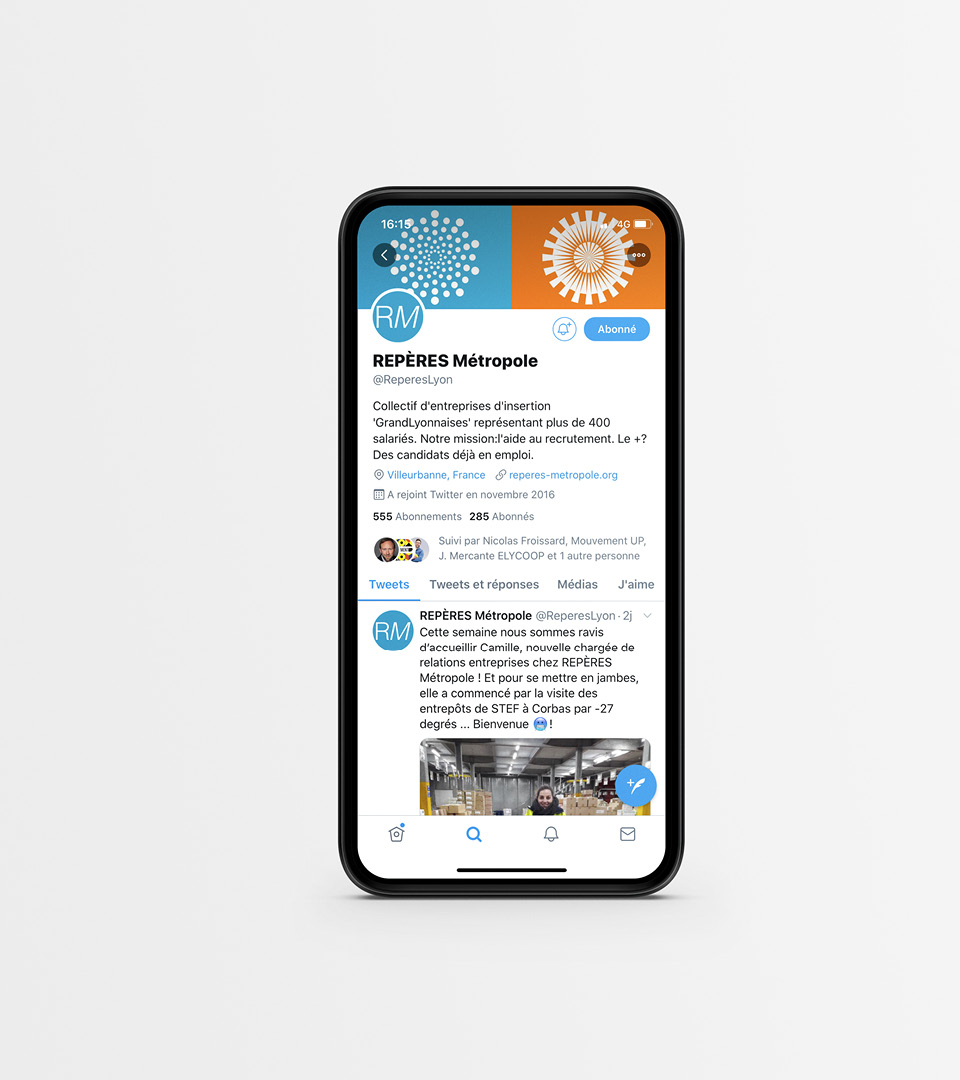 16:15
4G
RM
Abonné
REPÈRES Métropole
@ReperesLyon
Collectif d'entreprises d'insertion
'GrandLyonnaises' représentant plus de 400
salariés. Notre mission:l'aide au recrutement. Le +?
Des candidats déjà en emploi.
Villeurbanne, France reperes-metropole.org
A rejoint Twitter en novembre 2016
555 Abonnements 285 Abonnés
Suivi par Nicolas Froissard, Mouvement UP,
J. Mercante ELYCOOP et 1 autre personne
Tweets Tweets et réponses Médias J'aime
RM
REPÈRES Métropole @ReperesLyon · 2j
Cette semaine nous sommes ravis
d'accueillir Camille, nouvelle chargée de
relations entreprises chez REPÈRES
Métropole ! Et pour se mettre en jambes,
elle a commencé par la visite des
entrepôts de STEF à Corbas par -27
degrés ... Bienvenue 🥶 !